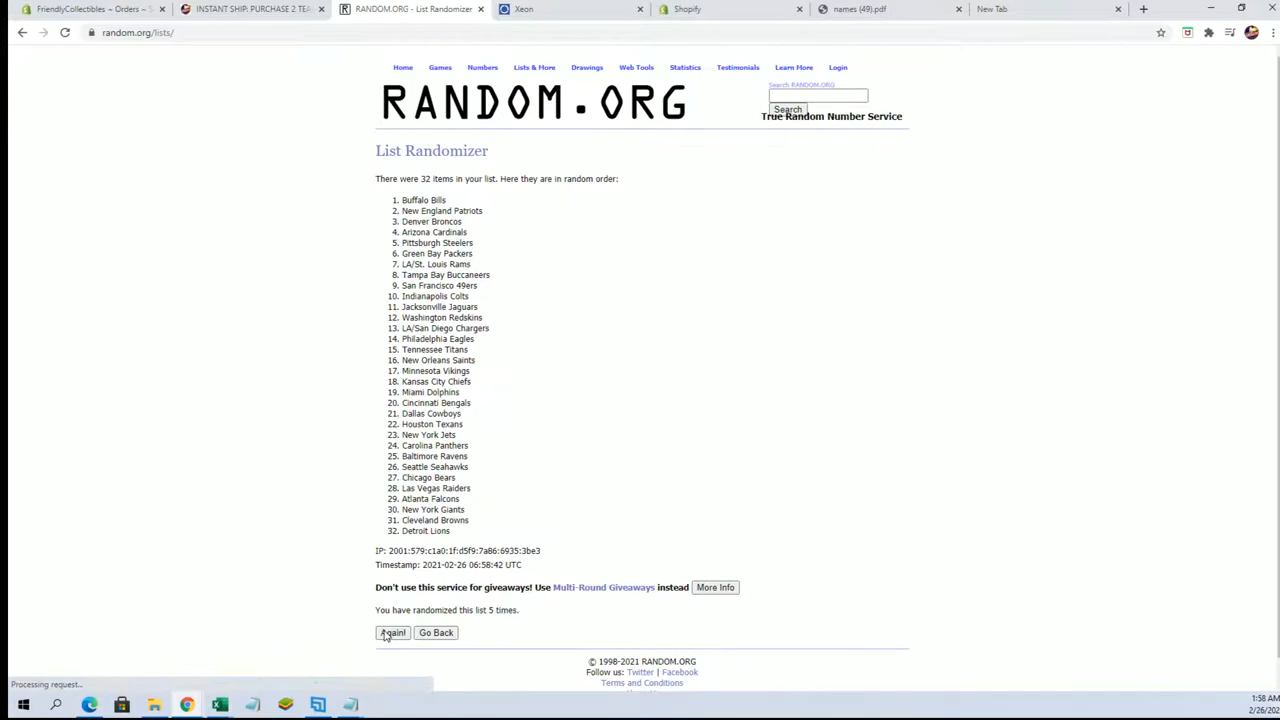 FriendlyCollectibles ~ Orders ~ S
INSTANT SHIP: PURCHASE 2 TEA
RANDOM.ORG - List Randomizer
Xeon
Shopify
names (49).pdf
New Tab
random.org/lists/
Home Games Numbers Lists & More Drawings Web Tools Statistics Testimonials Learn More Login
RANDOM.ORG
Search RANDOM.ORG
Search
True Random Number Service
List Randomizer
There were 32 items in your list. Here they are in random order:
1. Buffalo Bills
2. New England Patriots
3. Denver Broncos
4. Arizona Cardinals
5. Pittsburgh Steelers
6. Green Bay Packers
7. LA/St. Louis Rams
8. Tampa Bay Buccaneers
9. San Francisco 49ers
10. Indianapolis Colts
11. Jacksonville Jaguars
12. Washington Redskins
13. LA/San Diego Chargers
14. Philadelphia Eagles
15. Tennessee Titans
16. New Orleans Saints
17. Minnesota Vikings
18. Kansas City Chiefs
19. Miami Dolphins
20. Cincinnati Bengals
21. Dallas Cowboys
22. Houston Texans
23. New York Jets
24. Carolina Panthers
25. Baltimore Ravens
26. Seattle Seahawks
27. Chicago Bears
28. Las Vegas Raiders
29. Atlanta Falcons
30. New York Giants
31. Cleveland Browns
32. Detroit Lions
IP: 2001:579:c1a0:1f:d5f9:7a86:6935:3be3
Timestamp: 2021-02-26 06:58:42 UTC
Don't use this service for giveaways! Use Multi-Round Giveaways instead More Info
You have randomized this list 5 times.
Again! Go Back
© 1998-2021 RANDOM.ORG
Follow us: Twitter | Facebook
Terms and Conditions
Processing request...
1:58 AM
2/26/202